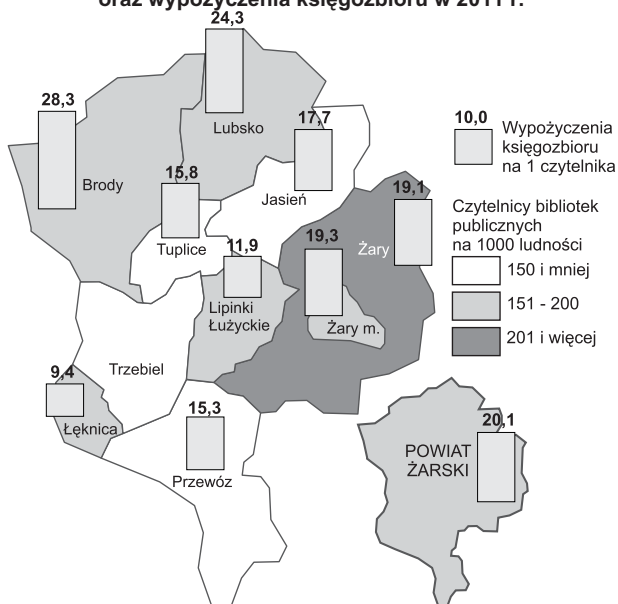 oraz wypożyczenia księgozbioru w 2011 r.
24,3
28,3
Lubsko
17,7
10,0
Wypożyczenia
księgozbioru
na 1 czytelnika
15,8
Brody
19,1
Jasień
Czytelnicy bibliotek
publicznych
na 1000 ludności
19,3
Tuplice
11,9
Żary
150 i mniej
Lipinki
Łużyckie
151 - 200
Żary m.
201 i więcej
Trzebiel
9,4
15,3
Łęknica
20,1
POWIAT
ŻARSKI
Przewóz